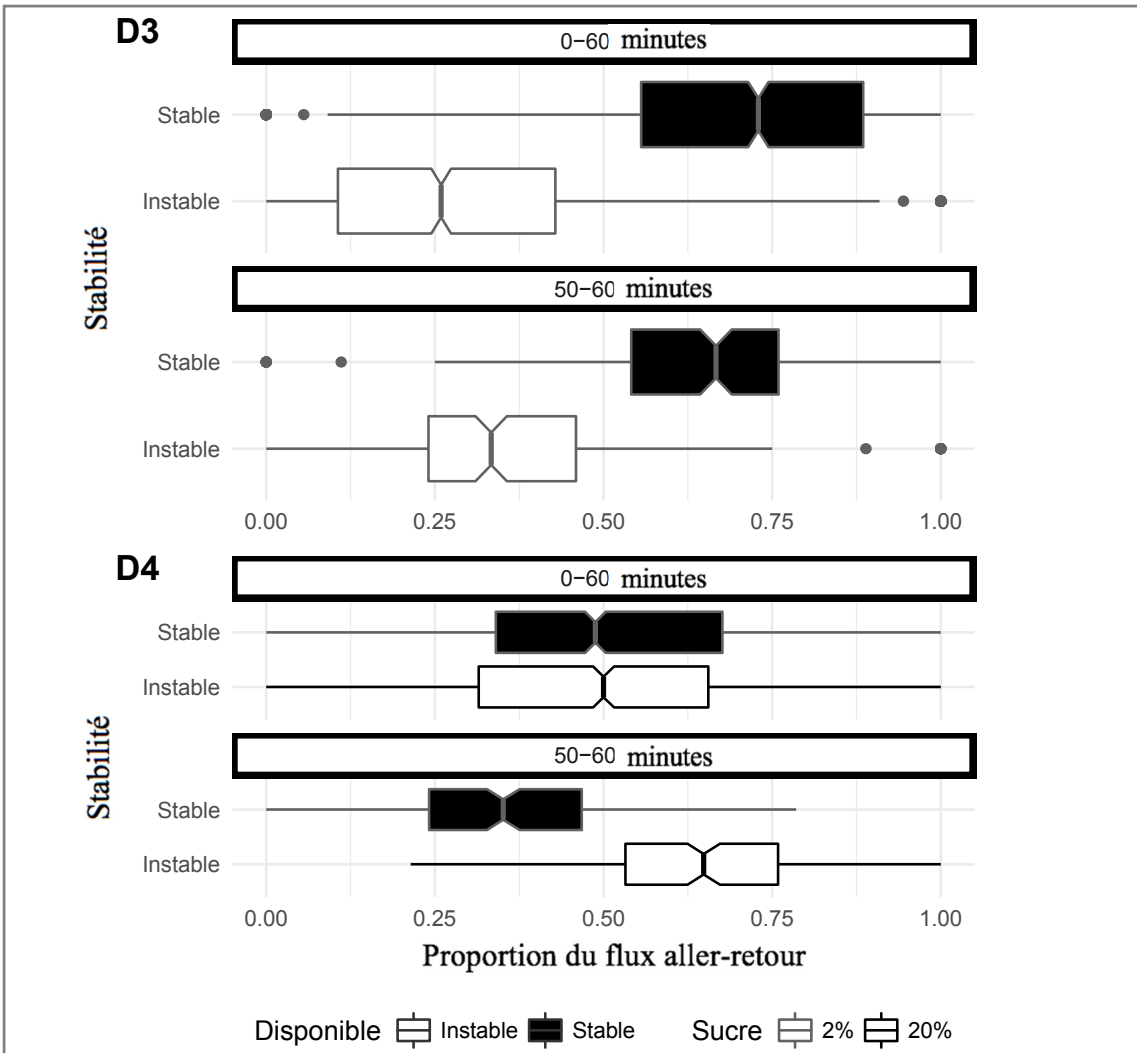 D3
0−60 minutes
Stable
Instable
50−60 minutes
Stable
Instable
Stabilité
0.00 0.25 0.50 0.75 1.00
D4
0−60 minutes
Stable
Instable
50−60 minutes
Stable
Instable
Stabilité
0.00 0.25 0.50 0.75 1.00
Proportion du flux aller-retour
Disponible Instable Stable Sucre 2% 20%